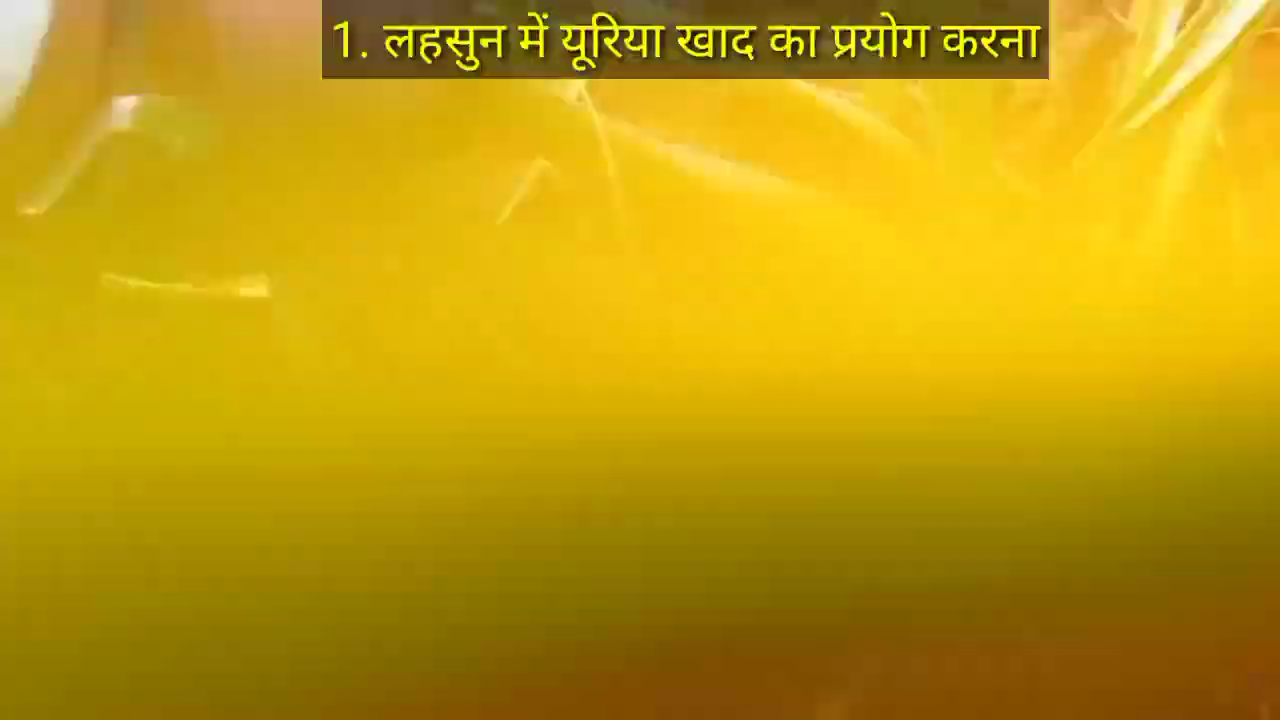 1. लहसुन में यूरिया खाद का प्रयोग करना